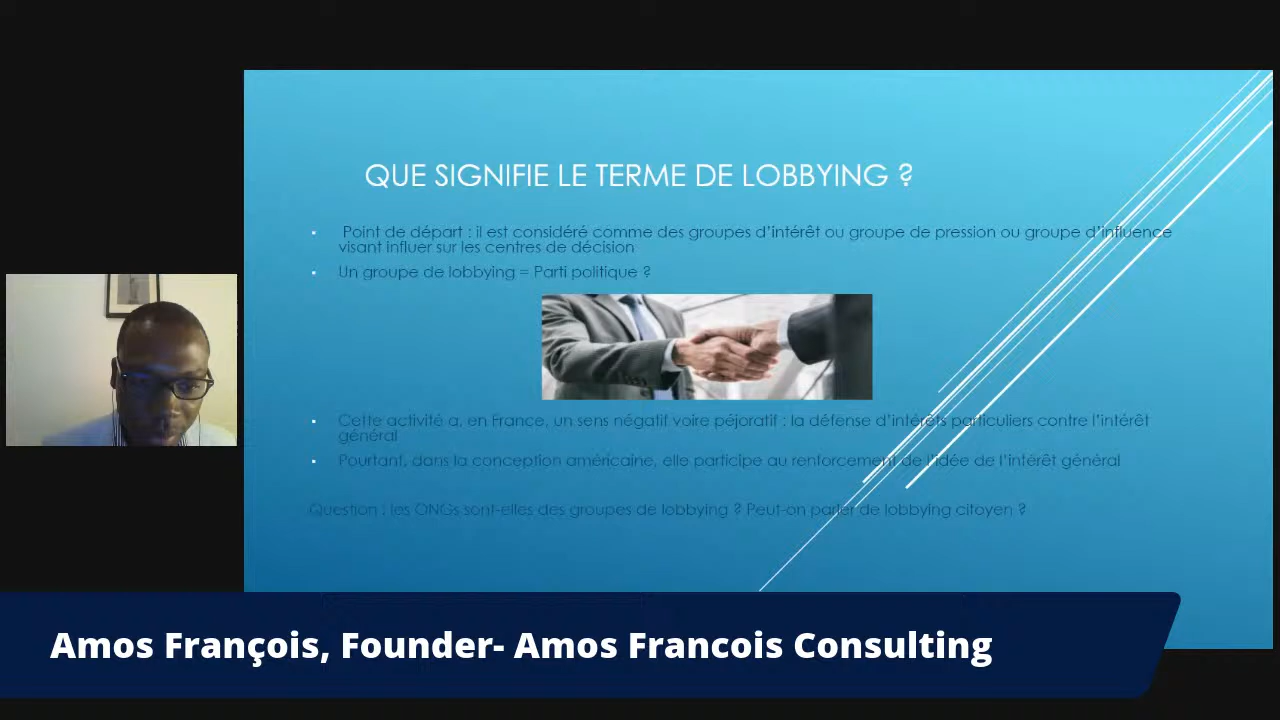 QUE SIGNIFIE LE TERME DE LOBBYING ?
Point de départ : il est considéré comme des groupes d'intérêt ou groupe de pression ou groupe d'influence
visant influer sur les centres de décision
Un groupe de lobbying = Parti politique ?
Cette activité a, en France, un sens négatif voire péjoratif : la défense d'intérêts particuliers contre l'intérêt
général
Pourtant, dans la conception américaine, elle participe au renforcement de l'idée de l'intérêt général
Question : les ONGs sont-elles des groupes de lobbying ? Peut-on parler de lobbying citoyen ?
Amos François, Founder- Amos Francois Consulting